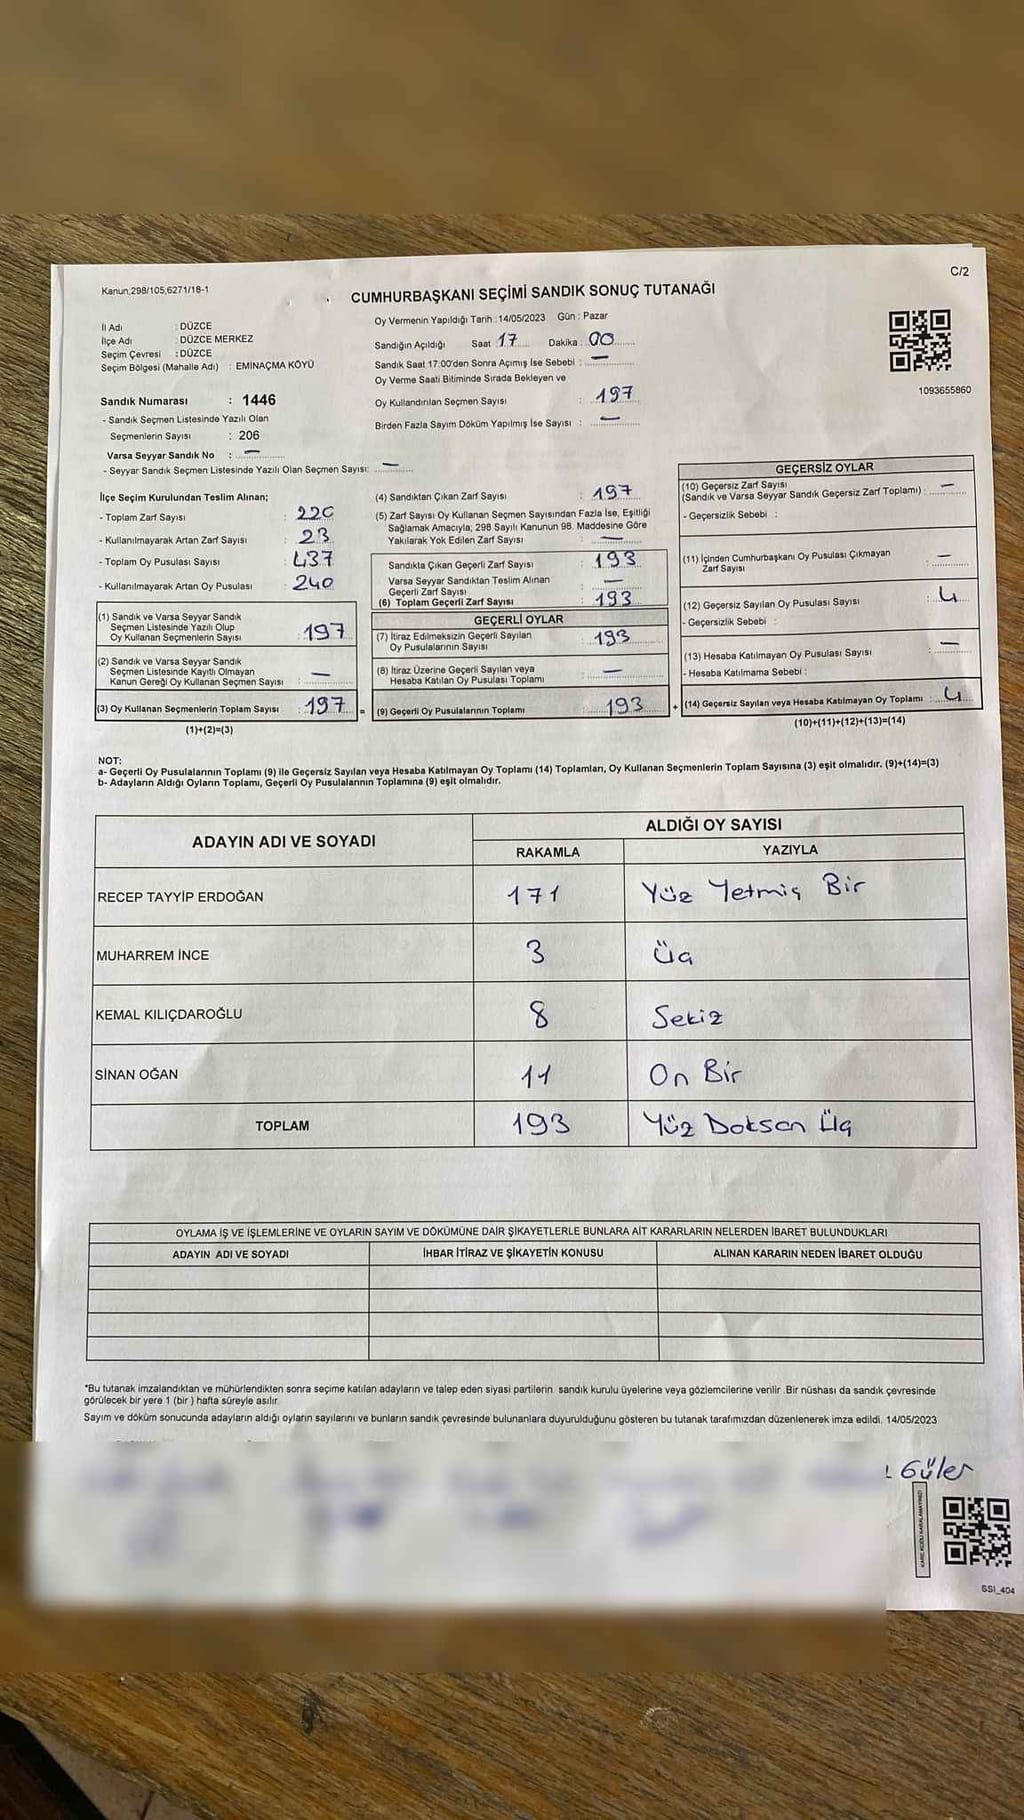 Kanun;298/105,6271/18-1
C/2
CUMHURBAŞKANI SEÇİMİ SANDIK SONUÇ TUTANAĞI
İl Adı : DÜZCE
İlçe Adı : DÜZCE MERKEZ
Seçim Çevresi : DÜZCE
Seçim Bölgesi (Mahalle Adı) : EMİNAÇMA KÖYÜ
Oy Vermenin Yapıldığı Tarih : 14/05/2023 Gün : Pazar
Sandığın Açıldığı Saat 17 Dakika : 00
Sandık Saat 17:00'den Sonra Açımış İse Sebebi : —
Oy Verme Saati Bitiminde Sırada Bekleyen ve
Oy Kullandırılan Seçmen Sayısı : 197
Birden Fazla Sayım Döküm Yapılmış İse Sayısı : —
1093655860
Sandık Numarası : 1446
- Sandık Seçmen Listesinde Yazılı Olan
Seçmenlerin Sayısı : 206
Varsa Seyyar Sandık No : —
- Seyyar Sandık Seçmen Listesinde Yazılı Olan Seçmen Sayısı: —
İlçe Seçim Kurulundan Teslim Alınan;
- Toplam Zarf Sayısı : 220
- Kullanılmayarak Artan Zarf Sayısı : 23
- Toplam Oy Pusulası Sayısı : 437
- Kullanılmayarak Artan Oy Pusulası : 240
(1) Sandık ve Varsa Seyyar Sandık
Seçmen Listesinde Yazılı Olup
Oy Kullanan Seçmenlerin Sayısı : 197
(2) Sandık ve Varsa Seyyar Sandık
Seçmen Listesinde Kayıtlı Olmayan
Kanun Gereği Oy Kullanan Seçmen Sayısı : —
(3) Oy Kullanan Seçmenlerin Toplam Sayısı : 197 =
(1)+(2)=(3)
(4) Sandıktan Çıkan Zarf Sayısı : 197
(5) Zarf Sayısı Oy Kullanan Seçmen Sayısından Fazla İse, Eşitliği
Sağlamak Amacıyla; 298 Sayılı Kanunun 98. Maddesine Göre
Yakılarak Yok Edilen Zarf Sayısı : —
Sandıkta Çıkan Geçerli Zarf Sayısı : 193
Varsa Seyyar Sandıktan Teslim Alınan
Geçerli Zarf Sayısı : —
(6) Toplam Geçerli Zarf Sayısı : 193
GEÇERLİ OYLAR
(7) İtiraz Edilmeksizin Geçerli Sayılan
Oy Pusulalarının Sayısı : 193
(8) İtiraz Üzerine Geçerli Sayılan veya
Hesaba Katılan Oy Pusulası Toplamı : —
(9) Geçerli Oy Pusulalarının Toplamı : 193 +
GEÇERSİZ OYLAR
(10) Geçersiz Zarf Sayısı
(Sandık ve Varsa Seyyar Sandık Geçersiz Zarf Toplamı) : —
- Geçersizlik Sebebi :
(11) İçinden Cumhurbaşkanı Oy Pusulası Çıkmayan
Zarf Sayısı : —
(12) Geçersiz Sayılan Oy Pusulası Sayısı : 4
- Geçersizlik Sebebi :
(13) Hesaba Katılmayan Oy Pusulası Sayısı : —
- Hesaba Katılmama Sebebi :
(14) Geçersiz Sayılan veya Hesaba Katılmayan Oy Toplamı : 4
(10)+(11)+(12)+(13)=(14)
NOT:
a- Geçerli Oy Pusulalarının Toplamı (9) ile Geçersiz Sayılan veya Hesaba Katılmayan Oy Toplamı (14) Toplamları, Oy Kullanan Seçmenlerin Toplam Sayısına (3) eşit olmalıdır. (9)+(14)=(3)
b- Adayların Aldığı Oyların Toplamı, Geçerli Oy Pusulalarının Toplamına (9) eşit olmalıdır.
ADAYIN ADI VE SOYADI
ALDIĞI OY SAYISI
RAKAMLA YAZIYLA
RECEP TAYYİP ERDOĞAN 171 Yüz Yetmiş Bir
MUHARREM İNCE 3 Üç
KEMAL KILIÇDAROĞLU 8 Sekiz
SİNAN OĞAN 11 On Bir
TOPLAM 193 Yüz Doksan Üç
OYLAMA İŞ VE İŞLEMLERİNE VE OYLARIN SAYIM VE DÖKÜMÜNE DAİR ŞİKAYETLERLE BUNLARA AİT KARARLARIN NELERDEN İBARET BULUNDUKLARI
ADAYIN ADI VE SOYADI İHBAR İTİRAZ VE ŞİKAYETİN KONUSU ALINAN KARARIN NEDEN İBARET OLDUĞU
*Bu tutanak imzalandıktan ve mühürlendikten sonra seçime katılan adayların ve talep eden siyasi partilerin sandık kurulu üyelerine veya gözlemcilerine verilir .Bir nüshası da sandık çevresinde
görülecek bir yere 1 (bir ) hafta süreyle asılır.
Sayım ve döküm sonucunda adayların aldığı oyların sayılarını ve bunların sandık çevresinde bulunanlara duyurulduğunu gösteren bu tutanak tarafımızdan düzenlenerek imza edildi. 14/05/2023
Güler
KARE KODU KARALAMAYINIZ!
SSI_404